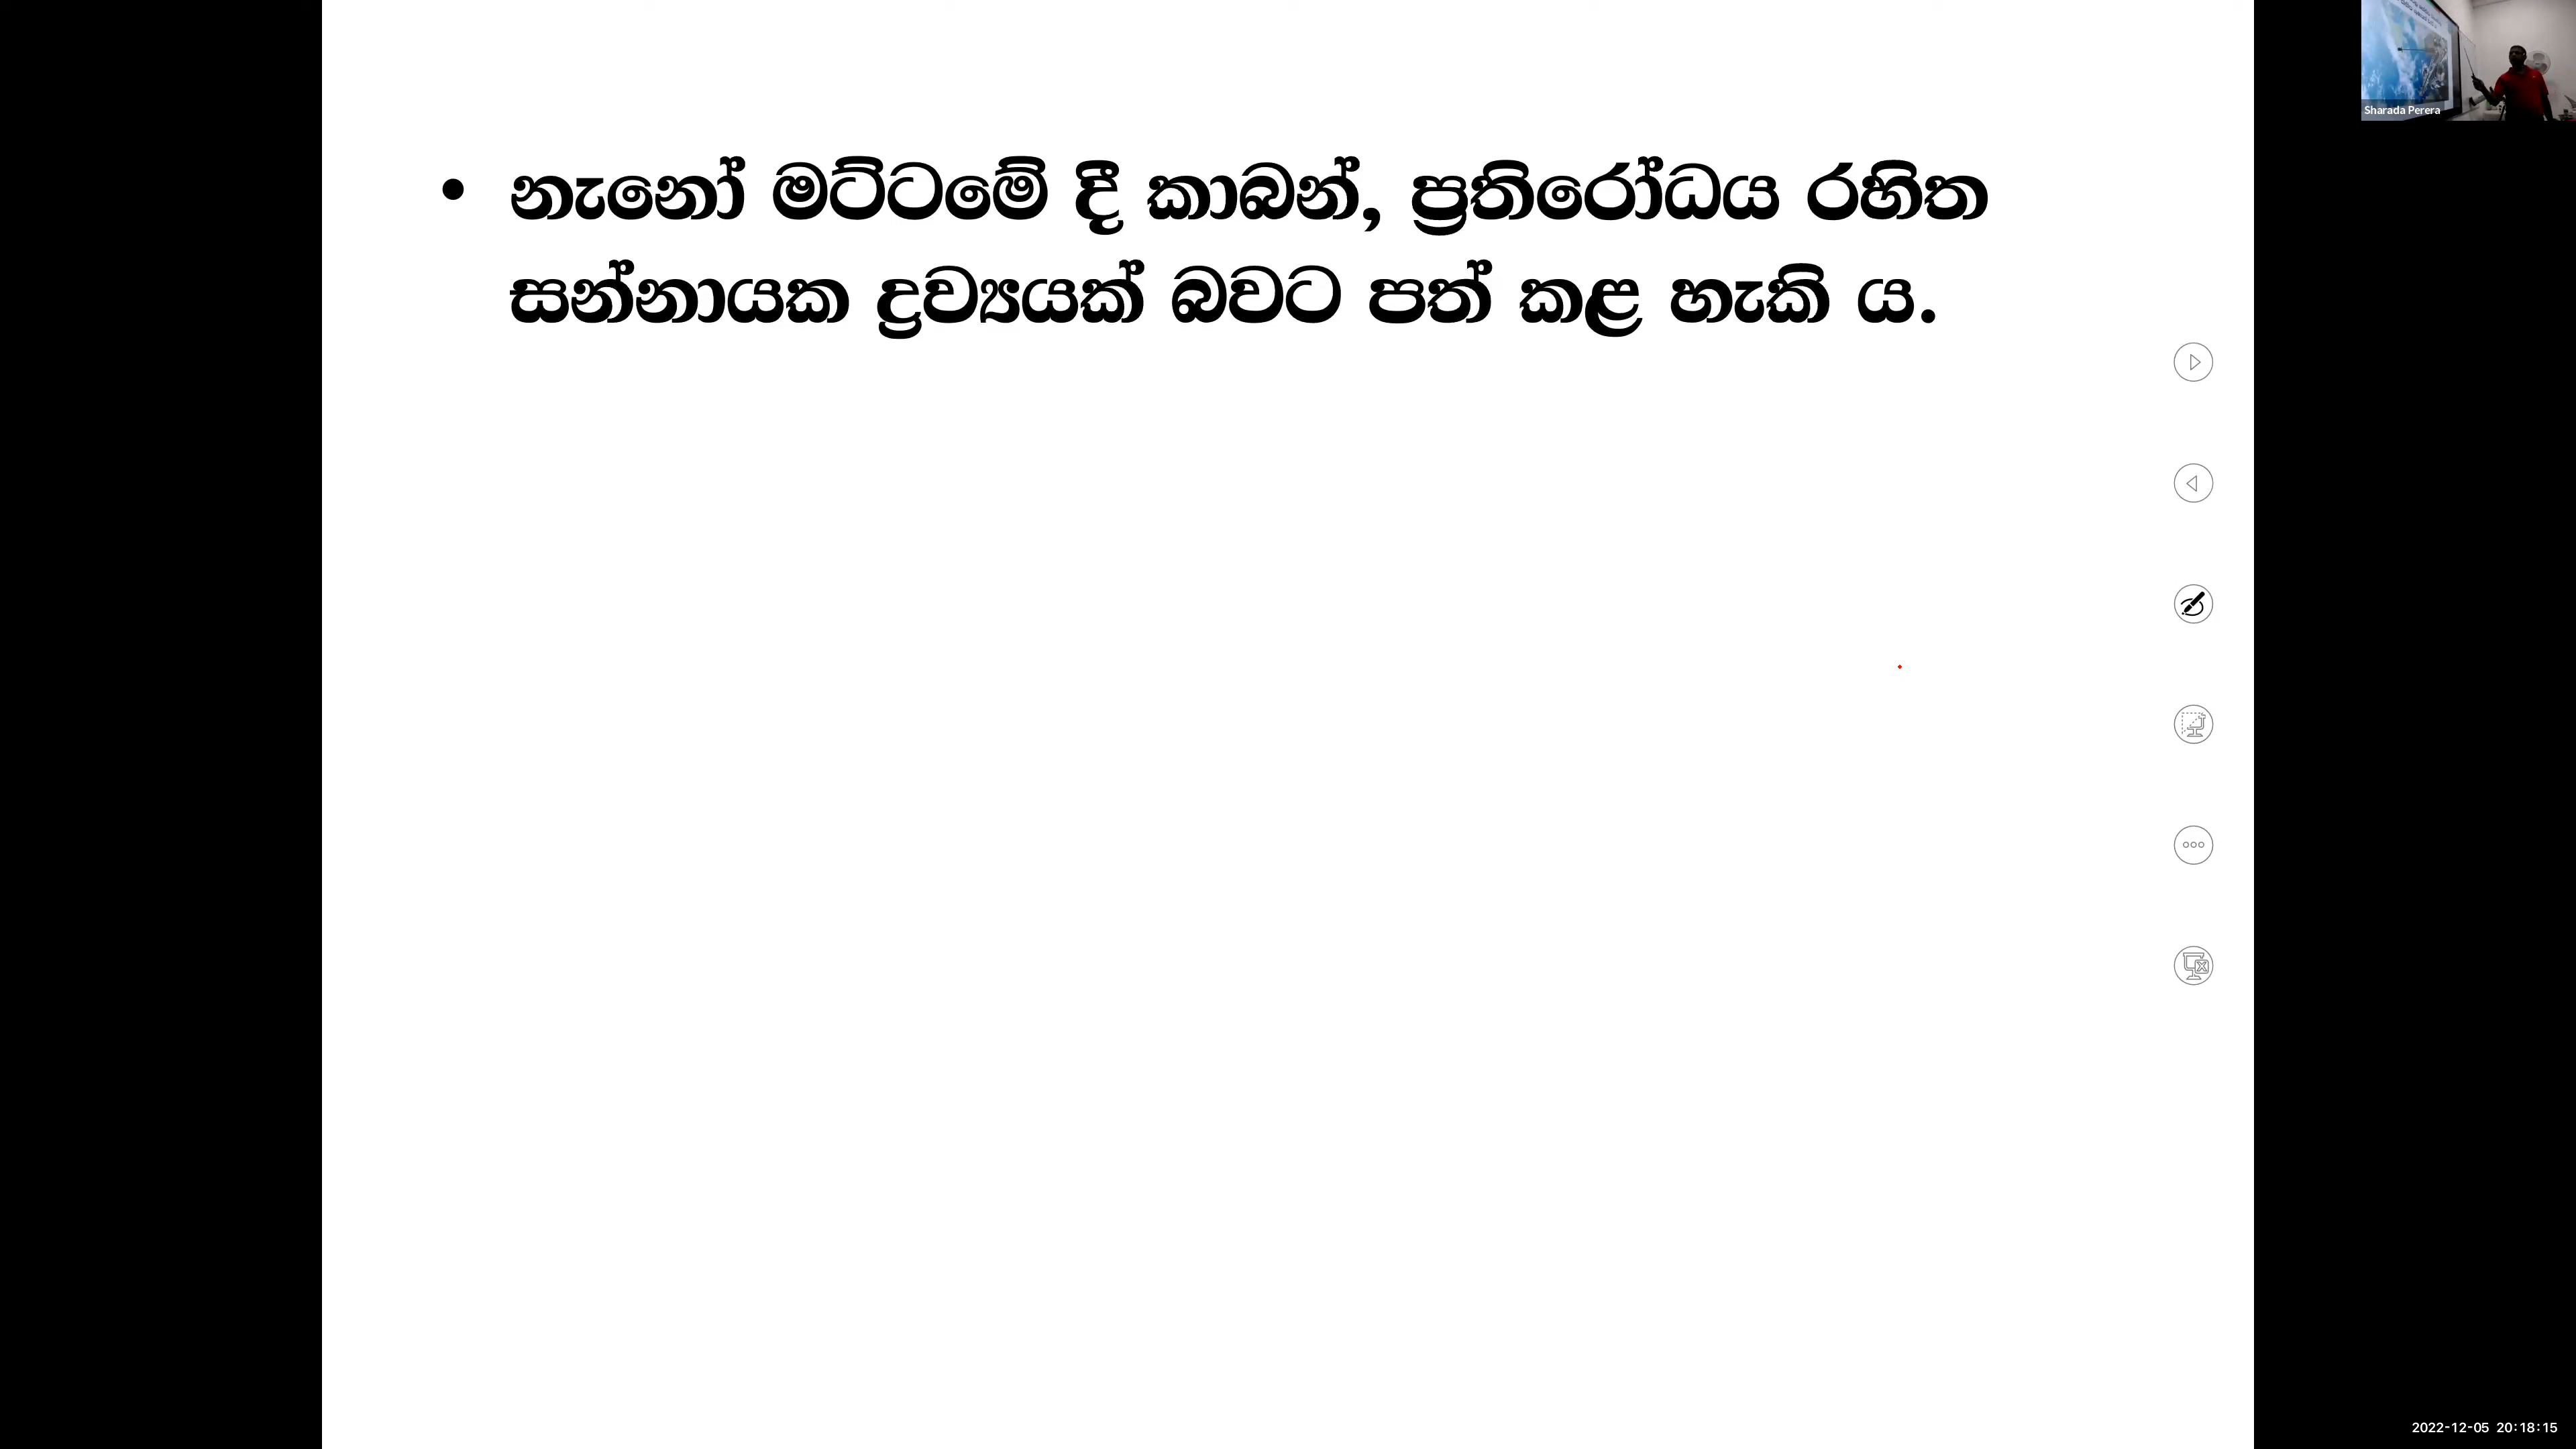 • නැනෝ මට්ටමේ දී කාබන්, ප්‍රතිරෝධය රහිත
සන්නායක ද්‍රව්‍යයක් බවට පත් කළ හැකි ය.
Sharada Perera
2022-12-05 20:18:15